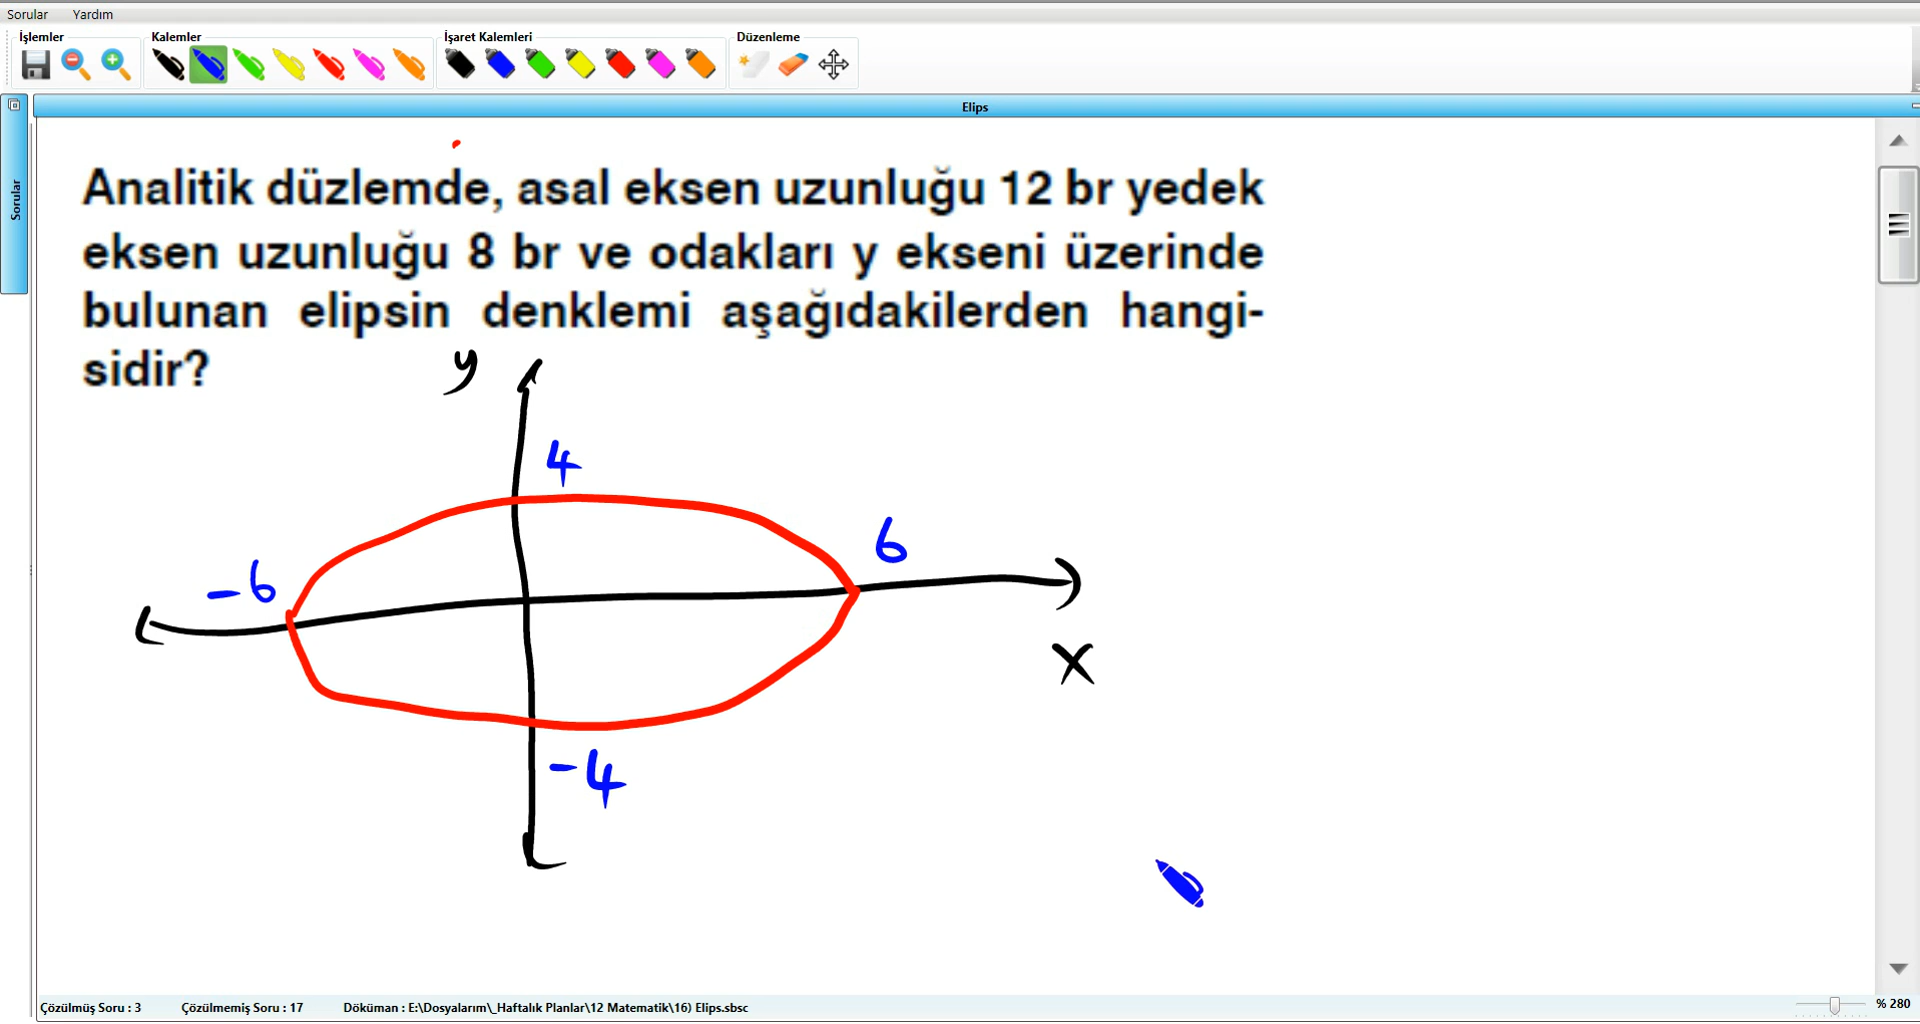 Sorular Yardım
İşlemler Kalemler İşaret Kalemleri Düzenleme
Elips
Sorular
Analitik düzlemde, asal eksen uzunluğu 12 br yedek
eksen uzunluğu 8 br ve odakları y ekseni üzerinde
bulunan elipsin denklemi aşağıdakilerden hangi-
sidir?
y
4
6
-6
x
-4
Çözülmüş Soru : 3 Çözülmemiş Soru : 17 Döküman : E:\Dosyalarım\_Haftalık Planlar\12 Matematik\16) Elips.sbsc % 280